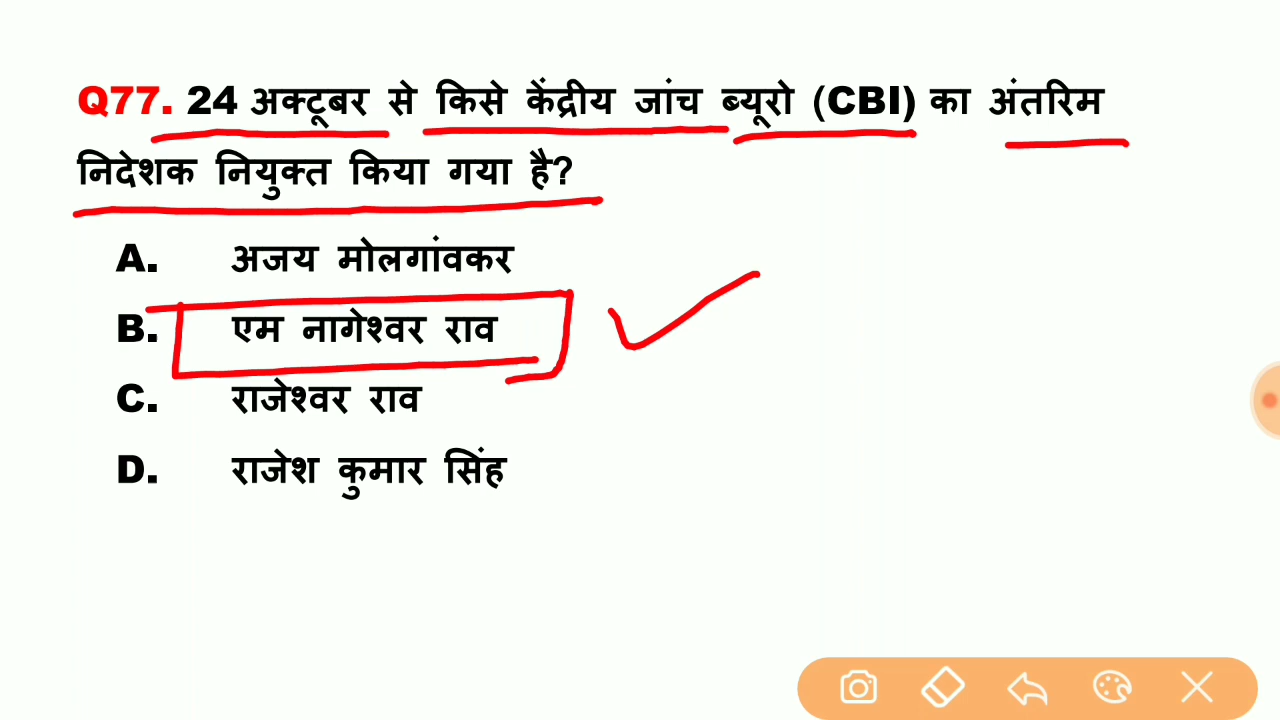 Q77. 24 अक्टूबर से किसे केंद्रीय जांच ब्यूरो (CBI) का अंतरिम
निदेशक नियुक्त किया गया है?
A. अजय मोलगांवकर
B. एम नागेश्वर राव
C. राजेश्वर राव
D. राजेश कुमार सिंह